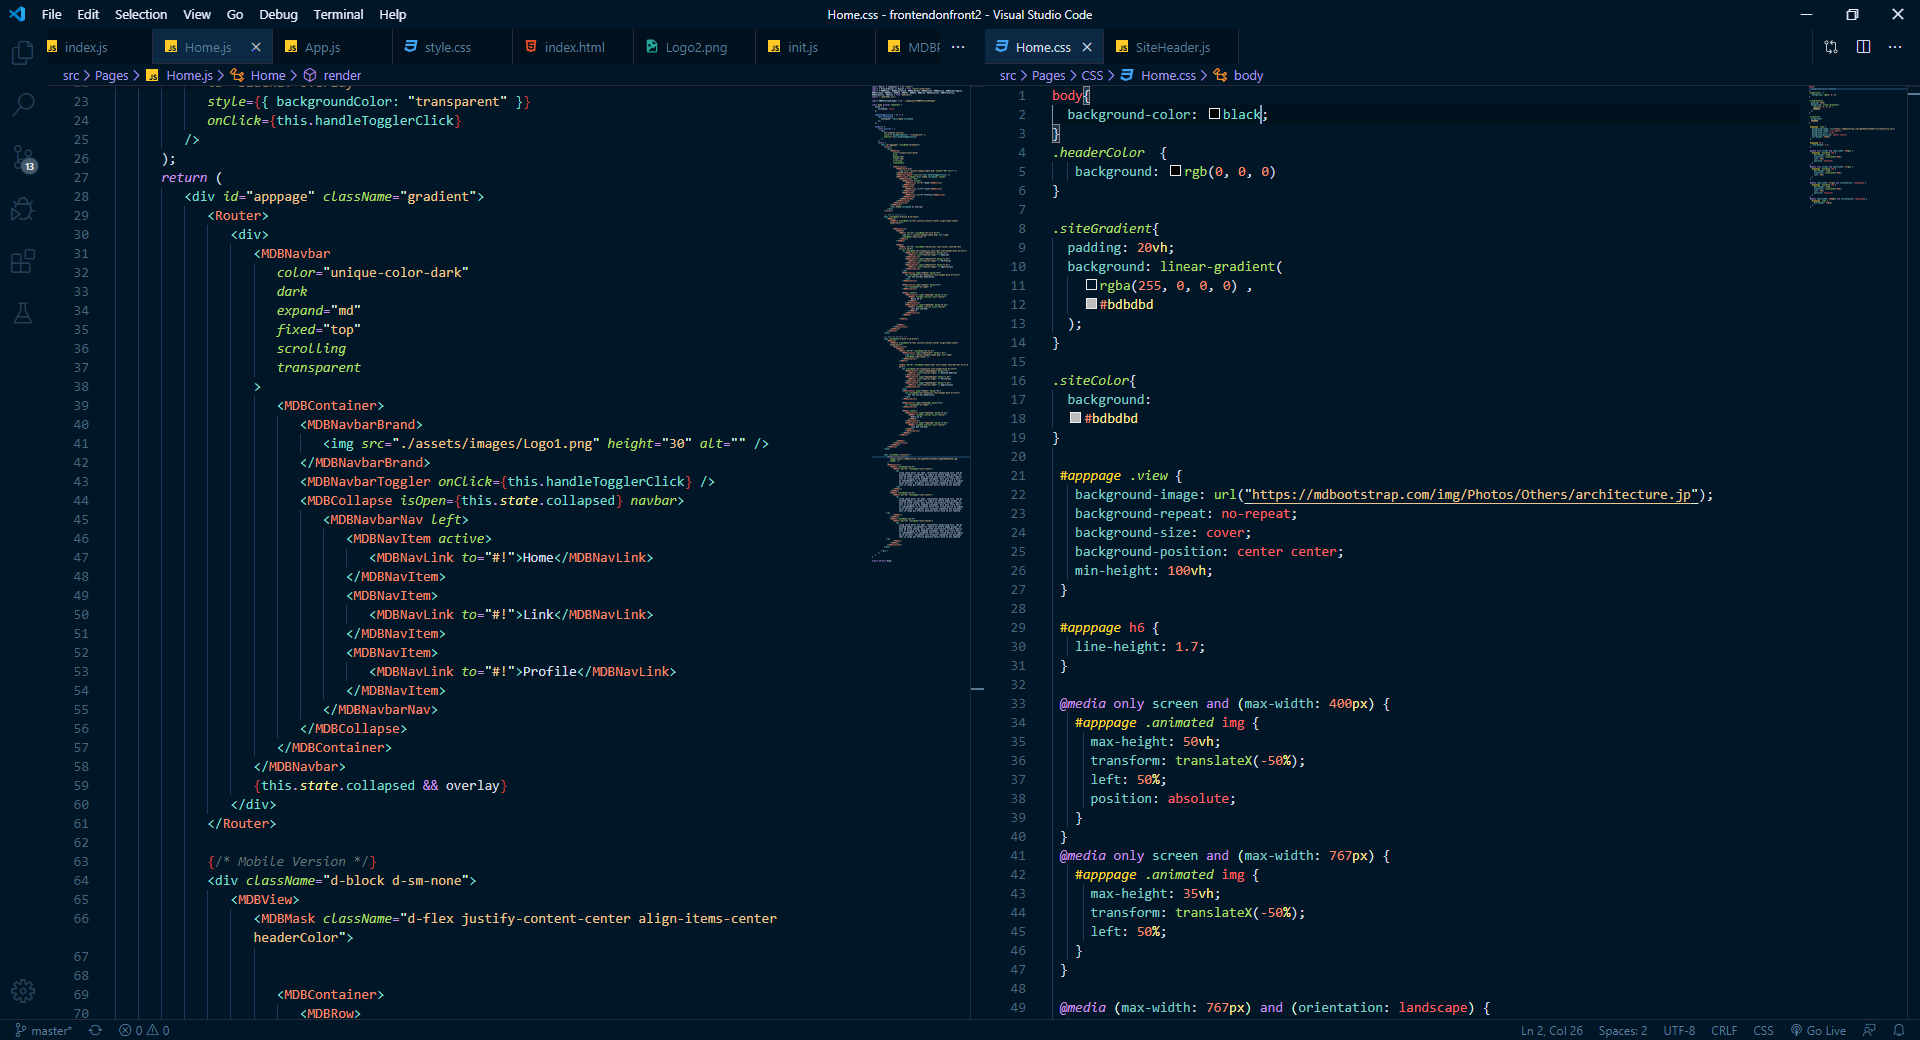 File Edit Selection View Go Debug Terminal Help
Home.css - frontendonfront2 - Visual Studio Code
index.js Home.js App.js style.css index.html Logo2.png init.js MDBF ···
Home.css SiteHeader.js
src > Pages > Home.js > Home > render
23 style={{ backgroundColor: "transparent" }}
24 onClick={this.handleTogglerClick}
25 />
26 );
27 return (
28 <div id="apppage" className="gradient">
29 <Router>
30 <div>
31 <MDBNavbar
32 color="unique-color-dark"
33 dark
34 expand="md"
35 fixed="top"
36 scrolling
37 transparent
38 >
39 <MDBContainer>
40 <MDBNavbarBrand>
41 <img src="./assets/images/Logo1.png" height="30" alt="" />
42 </MDBNavbarBrand>
43 <MDBNavbarToggler onClick={this.handleTogglerClick} />
44 <MDBCollapse isOpen={this.state.collapsed} navbar>
45 <MDBNavbarNav left>
46 <MDBNavItem active>
47 <MDBNavLink to="#!">Home</MDBNavLink>
48 </MDBNavItem>
49 <MDBNavItem>
50 <MDBNavLink to="#!">Link</MDBNavLink>
51 </MDBNavItem>
52 <MDBNavItem>
53 <MDBNavLink to="#!">Profile</MDBNavLink>
54 </MDBNavItem>
55 </MDBNavbarNav>
56 </MDBCollapse>
57 </MDBContainer>
58 </MDBNavbar>
59 {this.state.collapsed && overlay}
60 </div>
61 </Router>
62
63 {/* Mobile Version */}
64 <div className="d-block d-sm-none">
65 <MDBView>
66 <MDBMask className="d-flex justify-content-center align-items-center
headerColor">
67
68
69 <MDBContainer>
70 <MDBRow>
src > Pages > CSS > Home.css > body
1 body{
2 background-color: black;
3 }
4 .headerColor {
5 background: rgb(0, 0, 0)
6 }
7
8 .siteGradient{
9 padding: 20vh;
10 background: linear-gradient(
11 rgba(255, 0, 0, 0) ,
12 #bdbdbd
13 );
14 }
15
16 .siteColor{
17 background:
18 #bdbdbd
19 }
20
21 #apppage .view {
22 background-image: url("https://mdbootstrap.com/img/Photos/Others/architecture.jp");
23 background-repeat: no-repeat;
24 background-size: cover;
25 background-position: center center;
26 min-height: 100vh;
27 }
28
29 #apppage h6 {
30 line-height: 1.7;
31 }
32
33 @media only screen and (max-width: 400px) {
34 #apppage .animated img {
35 max-height: 50vh;
36 transform: translateX(-50%);
37 left: 50%;
38 position: absolute;
39 }
40 }
41 @media only screen and (max-width: 767px) {
42 #apppage .animated img {
43 max-height: 35vh;
44 transform: translateX(-50%);
45 left: 50%;
46 }
47 }
48
49 @media (max-width: 767px) and (orientation: landscape) {
13
master* 0 0
Ln 2, Col 26 Spaces: 2 UTF-8 CRLF CSS Go Live